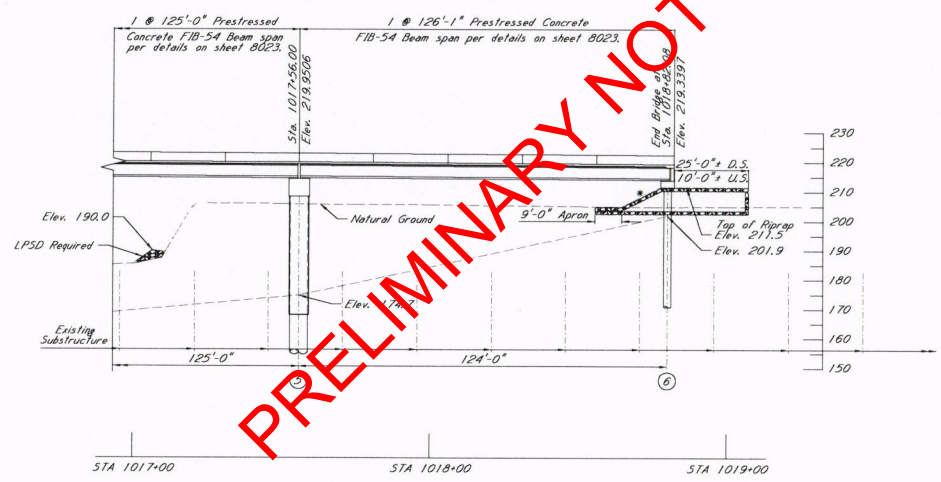 1 @ 125'-0" Prestressed
Concrete FIB-54 Beam span
per details on sheet 8023.
1 @ 126'-1" Prestressed Concrete
FIB-54 Beam span per details on sheet 8023.
Sta. 1017+56.00
Elev. 219.9506
End Bridge
Sta. 1018+82.08
Elev. 219.3397
PRELIMINARY NOT
230
220
210
200
190
180
170
160
150
25'-0"± D.S.
10'-0"± U.S.
*
9'-0" Apron
Top of Riprap
Elev. 211.5
Elev. 201.9
Natural Ground
Elev. 190.0
LPSD Required
Elev. 174.7
Existing
Substructure
125'-0"
124'-0"
5
6
STA 1017+00
STA 1018+00
STA 1019+00